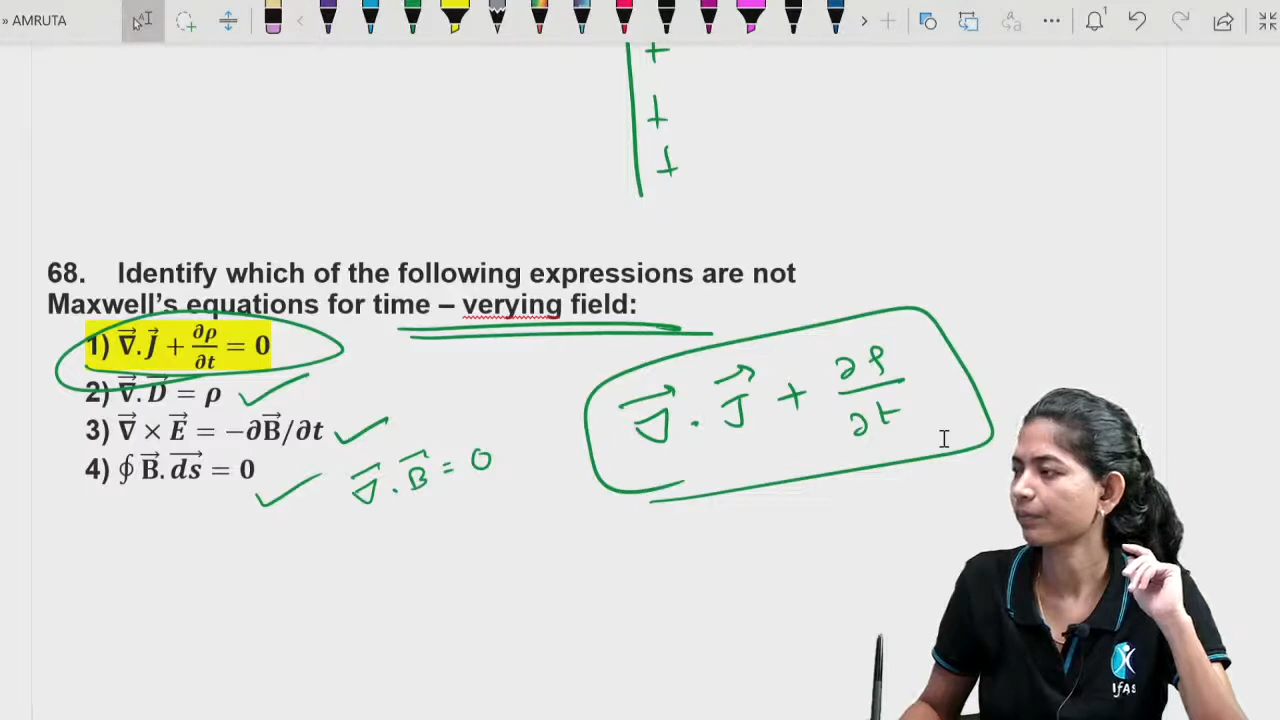 » AMRUTA
+
+
+
68. Identify which of the following expressions are not
Maxwell's equations for time – verying field:
1) ∇⃗.J⃗ + ∂ρ/∂t = 0
2) ∇⃗.D⃗ = ρ
3) ∇⃗ × E⃗ = −∂B⃗/∂t
4) ∮ B⃗.ds⃗ = 0
∇⃗.B⃗ = 0
∇⃗.J⃗ + ∂ρ/∂t
IFAS